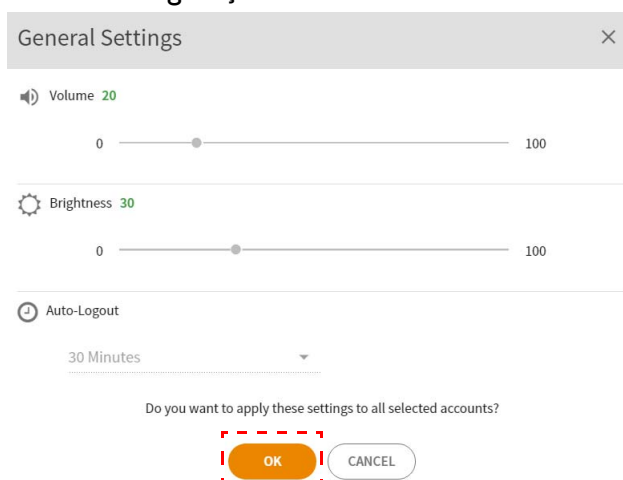 General Settings
Volume 20
0 100
Brightness 30
0 100
Auto-Logout
30 Minutes
Do you want to apply these settings to all selected accounts?
OK CANCEL